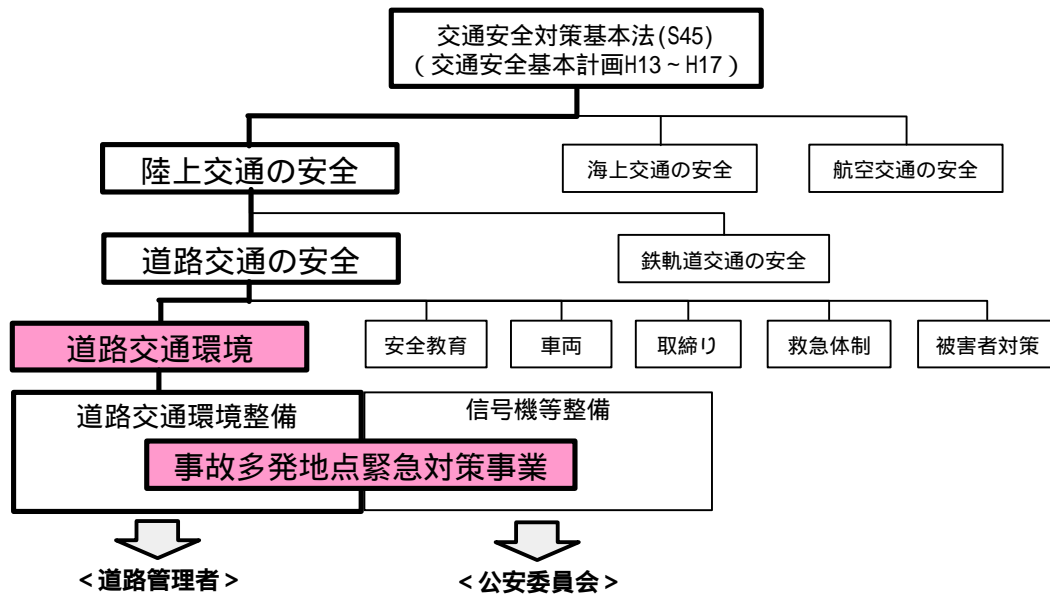 交通安全対策基本法(S45)
(交通安全基本計画H13~H17)
陸上交通の安全
海上交通の安全
航空交通の安全
道路交通の安全
鉄軌道交通の安全
道路交通環境
安全教育
車両
取締り
救急体制
被害者対策
道路交通環境整備
信号機等整備
事故多発地点緊急対策事業
<道路管理者>
<公安委員会>